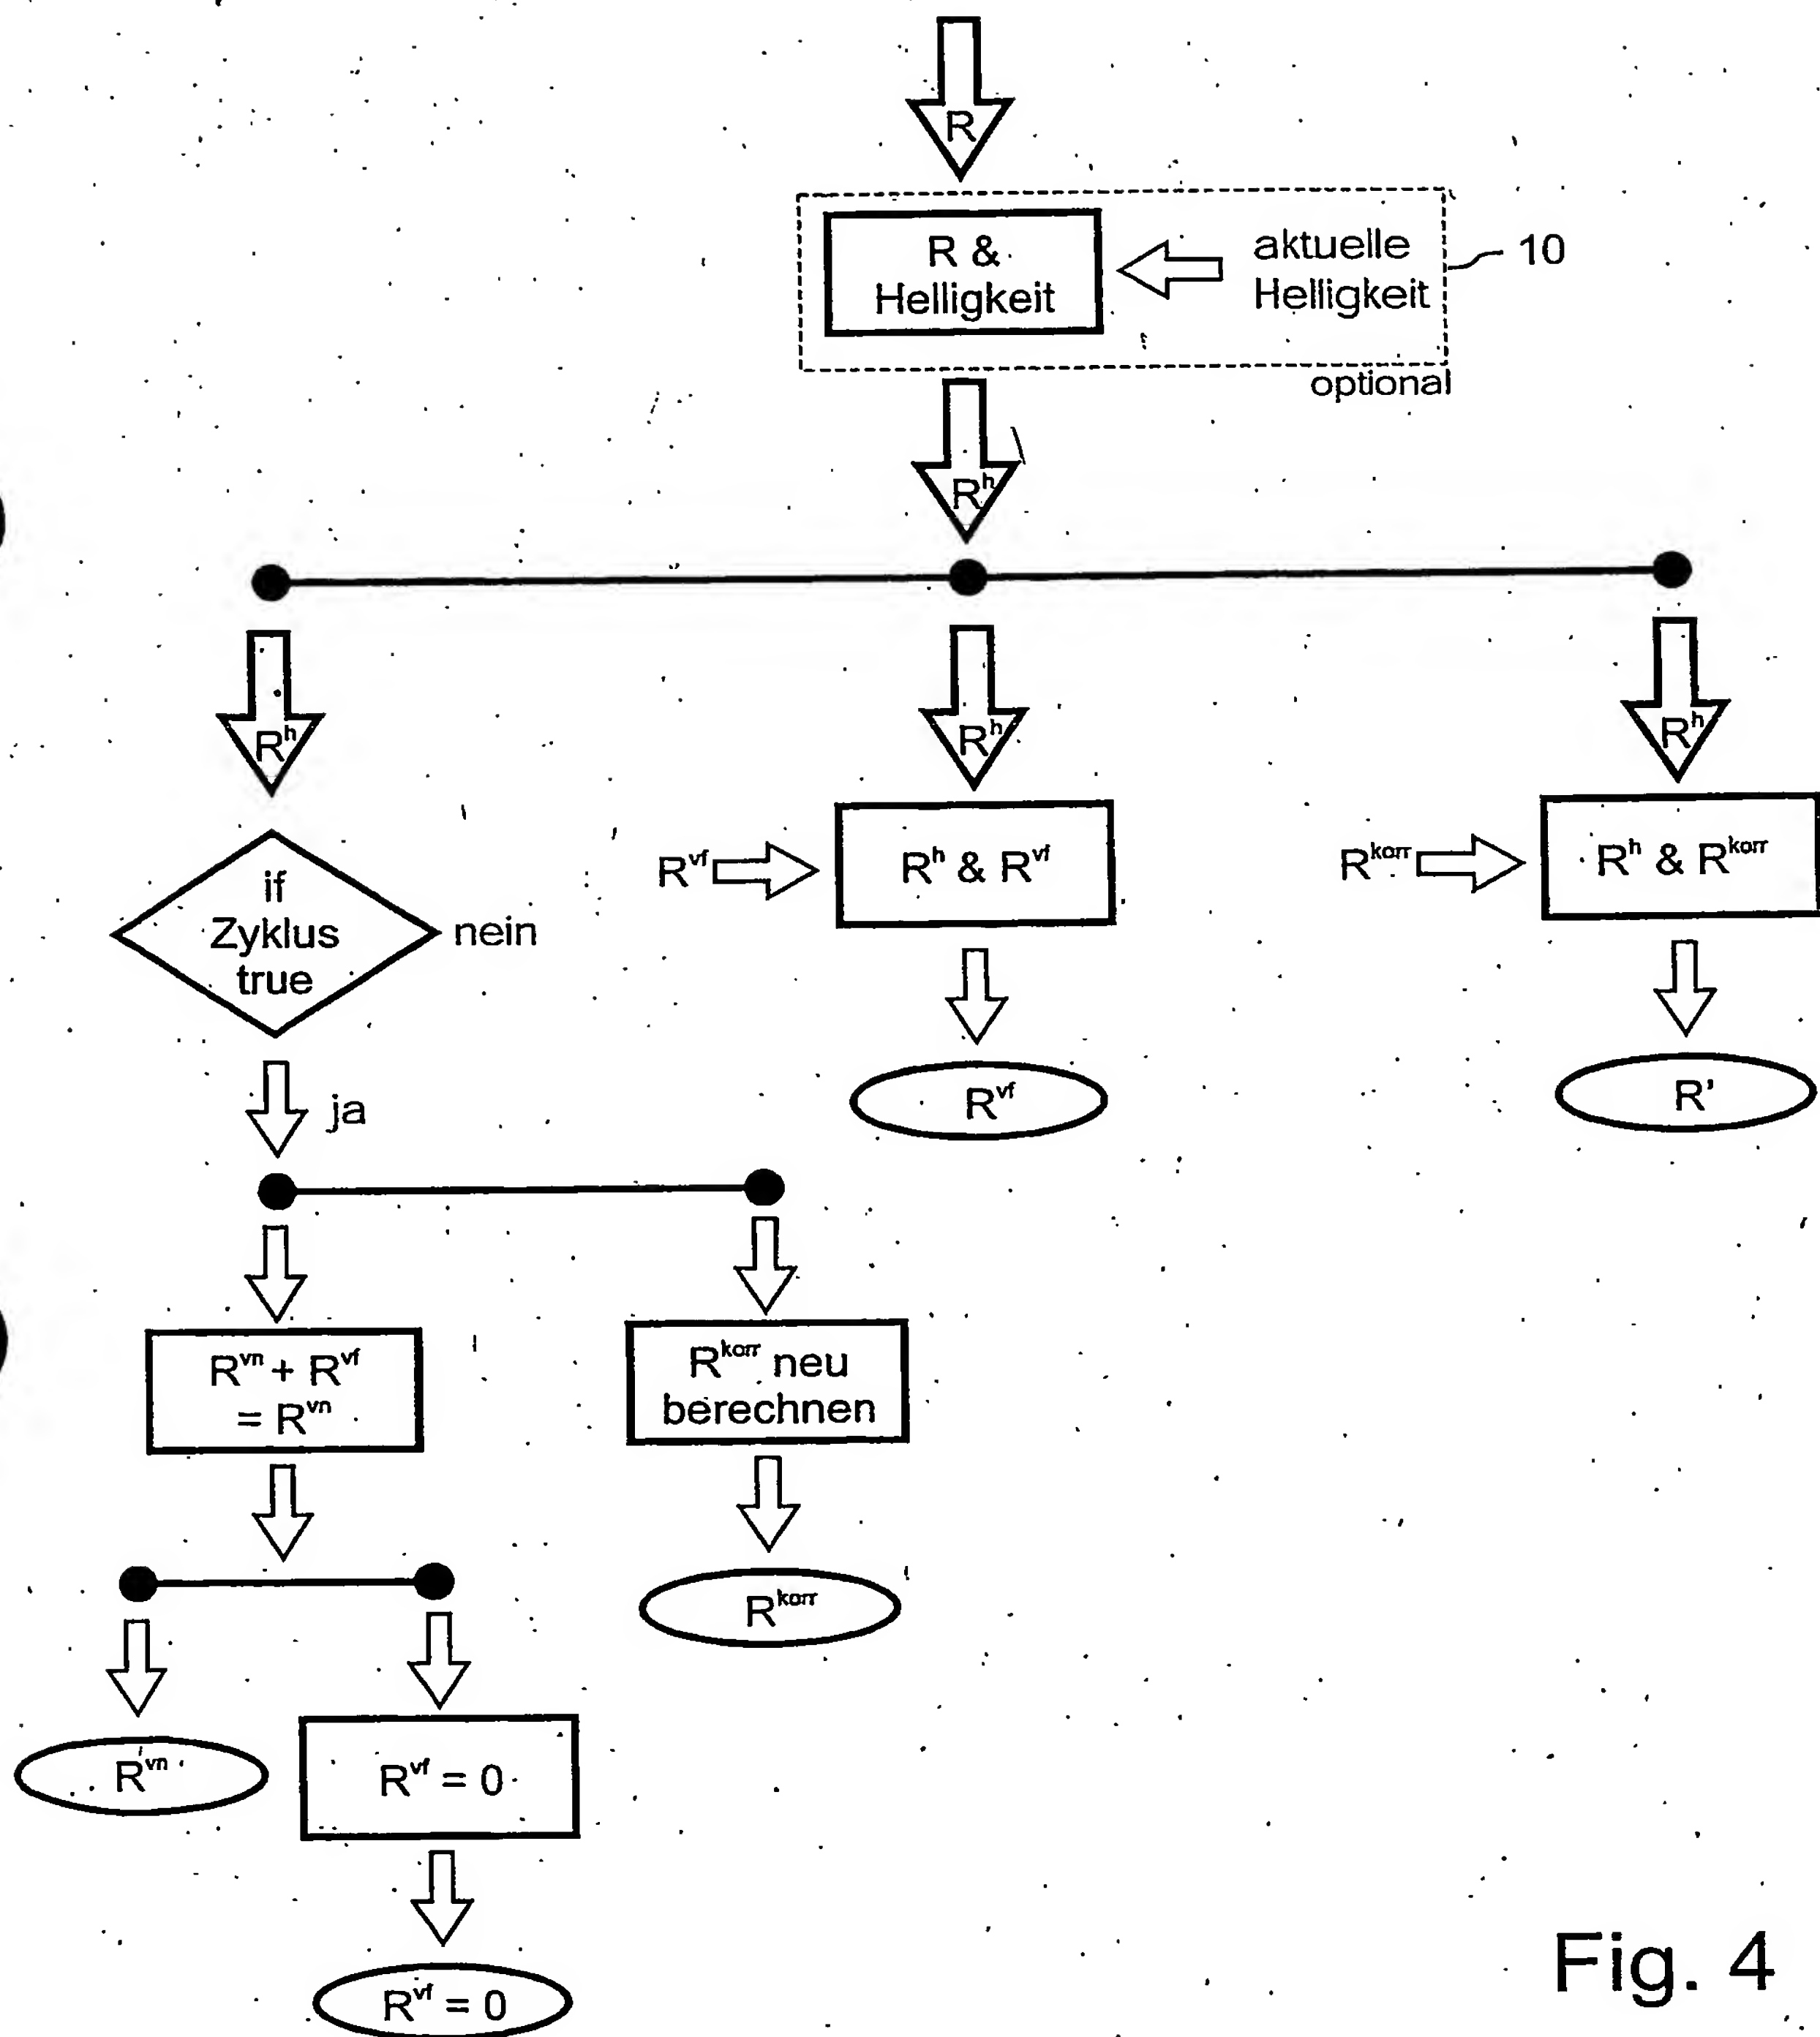 R
R &
Helligkeit
aktuelle
Helligkeit
10
optional
R^h
R^h
R^h
R^h
if
Zyklus
true
nein
R^vf
R^h & R^vf
R^korr
R^h & R^korr
ja
R^vf
R'
R^vn + R^vf
= R^vn
R^korr neu
berechnen
R^korr
R^vn
R^vf = 0
R^vf = 0
Fig. 4